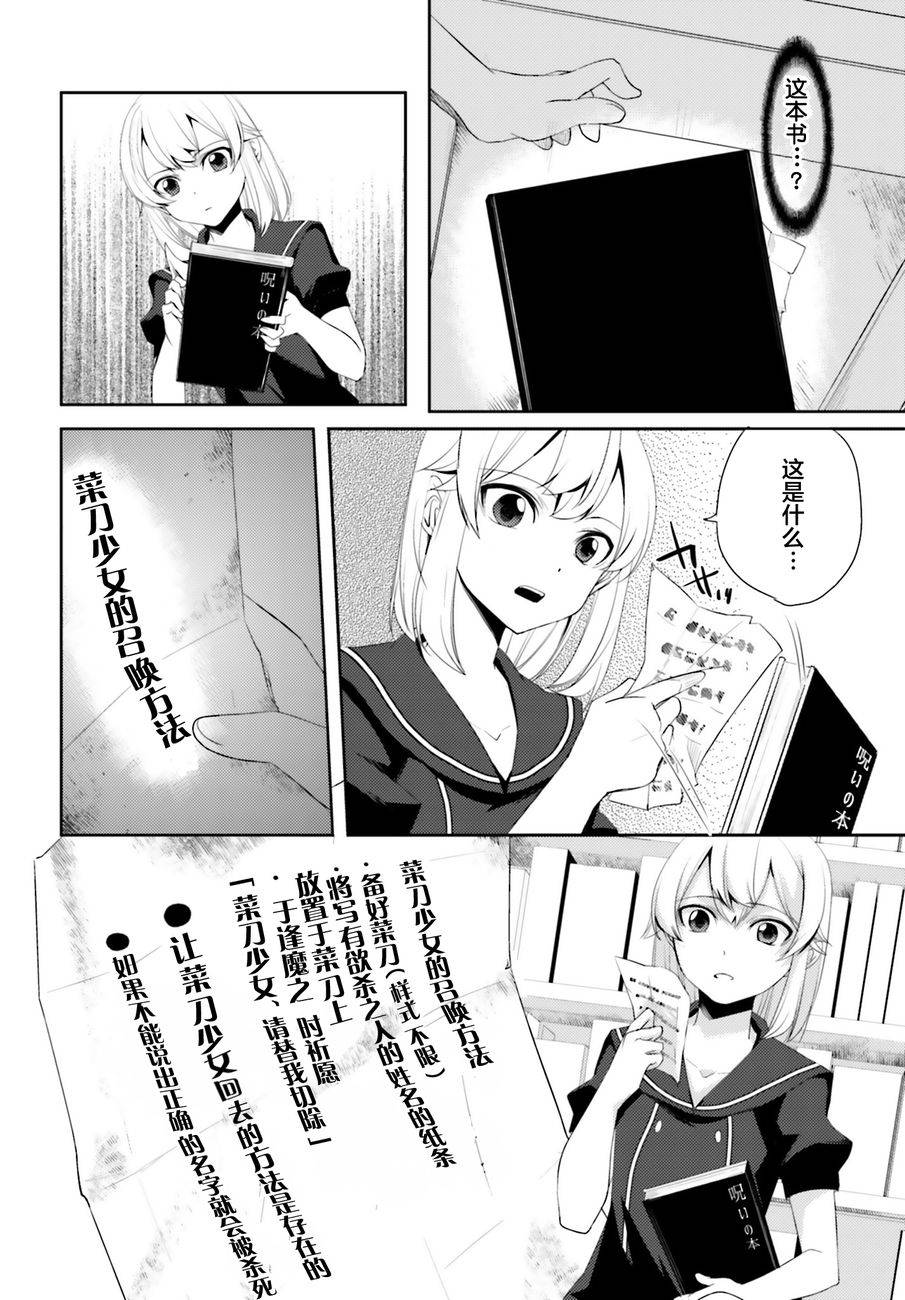 这本书…?
呪いの本
这是什么…
ガサッ
呪いの本
菜刀少女的召唤方法
呪いの本
菜刀少女的召唤方法
·备好菜刀(样式不限)
·将写有欲杀之人的姓名的纸条
放置于菜刀上
·于逢魔之 时祈愿
「菜刀少女、请替我切除」
●让菜刀少女回去的方法是存在的
●如果不能说出正确的名字就会被杀死